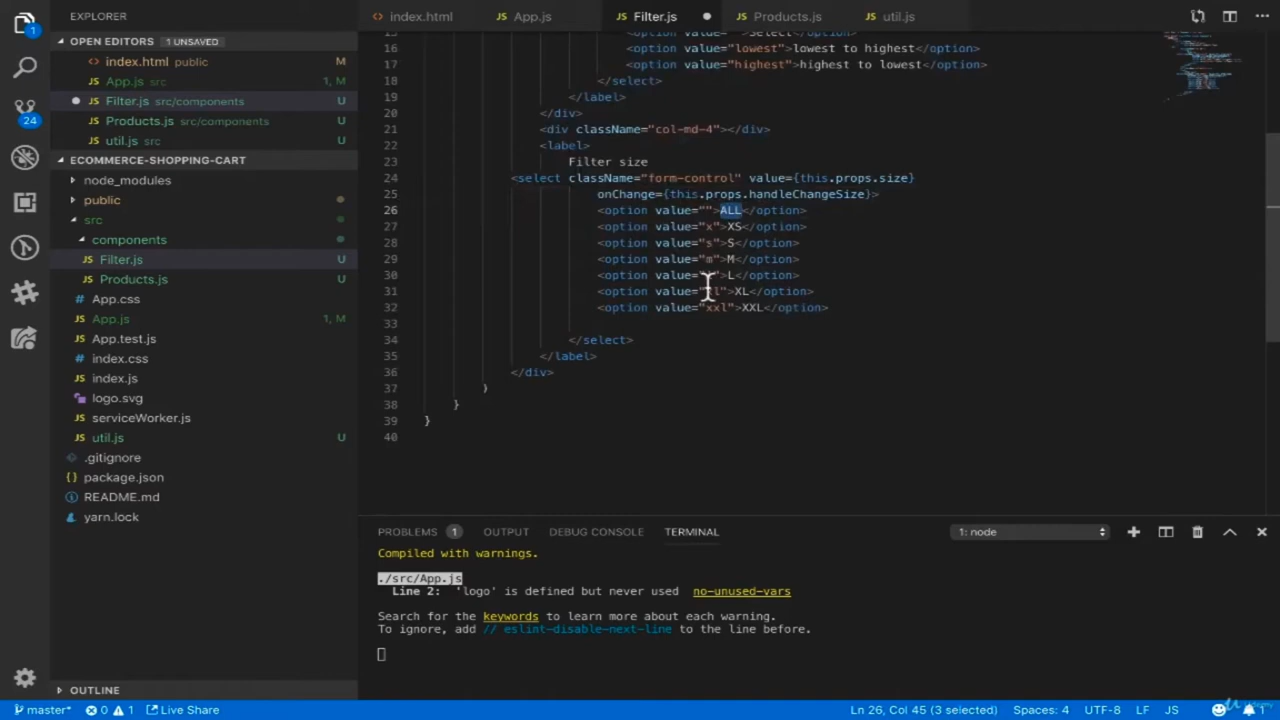 EXPLORER
index.html
App.js
Filter.js
Products.js
util.js
OPEN EDITORS 1 UNSAVED
index.html public M
App.js src 1, M
Filter.js src/components U
Products.js src/components U
util.js src U
ECOMMERCE-SHOPPING-CART
node_modules
public
src
components
Filter.js U
Products.js U
App.css
App.js 1, M
App.test.js
index.css
index.js
logo.svg
serviceWorker.js
util.js U
.gitignore
package.json
README.md
yarn.lock
OUTLINE
1
24
15 <option value="">Select</option>
16 <option value="lowest">lowest to highest</option>
17 <option value="highest">highest to lowest</option>
18 </select>
19 </label>
20 </div>
21 <div className="col-md-4"></div>
22 <label>
23 Filter size
24 <select className="form-control" value={this.props.size}
25 onChange={this.props.handleChangeSize}>
26 <option value="">ALL</option>
27 <option value="x">XS</option>
28 <option value="s">S</option>
29 <option value="m">M</option>
30 <option value=">L</option>
31 <option value="l">XL</option>
32 <option value="xxl">XXL</option>
33
34 </select>
35 </label>
36 </div>
37 }
38 }
39 }
40
PROBLEMS 1 OUTPUT DEBUG CONSOLE TERMINAL 1: node
Compiled with warnings.
./src/App.js
Line 2: 'logo' is defined but never used no-unused-vars
Search for the keywords to learn more about each warning.
To ignore, add // eslint-disable-next-line to the line before.
master* 0 1 Live Share Ln 26, Col 45 (3 selected) Spaces: 4 UTF-8 LF JS 1